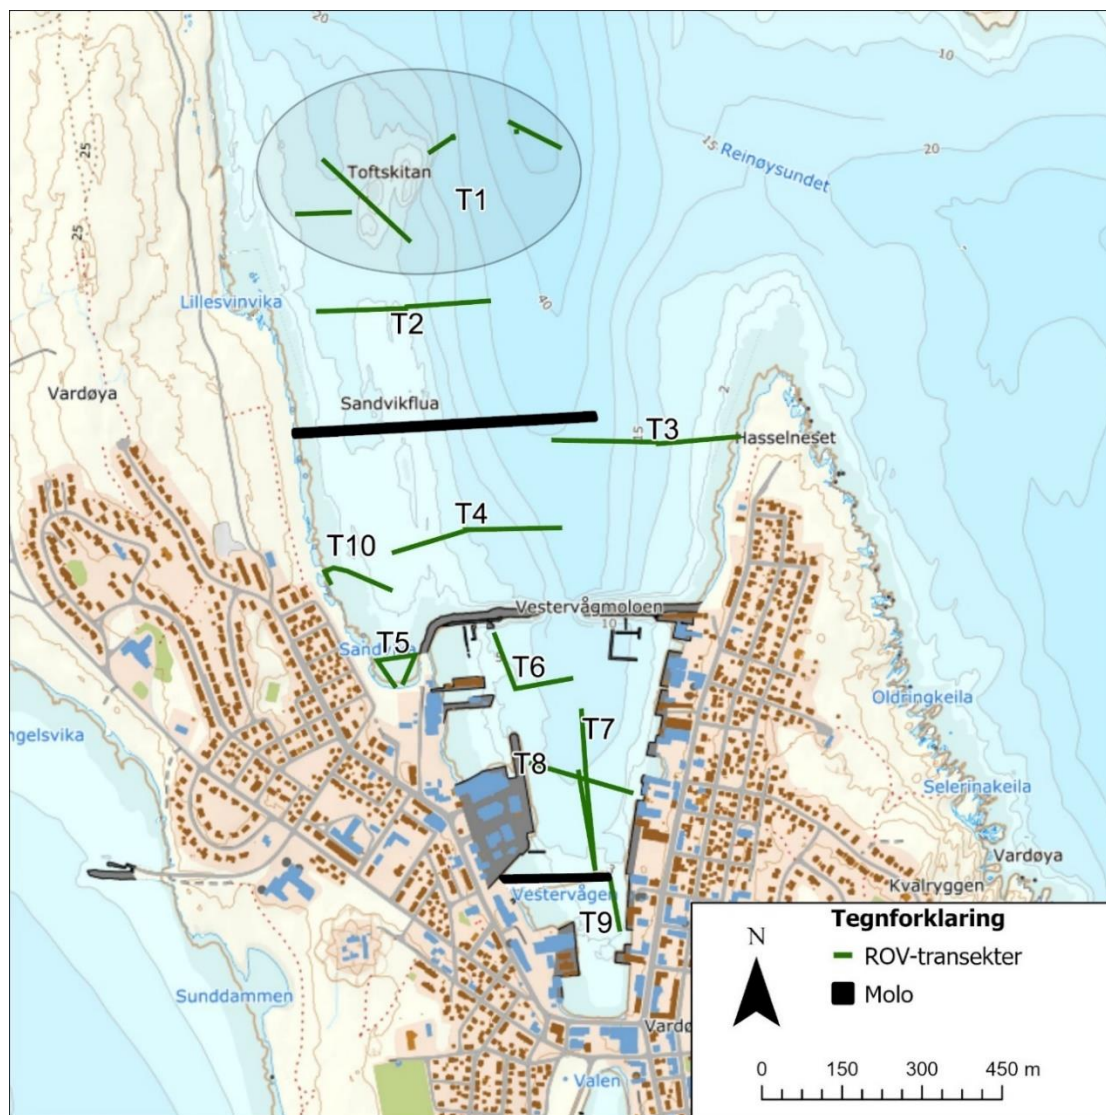 20
10
25
15
Reinøysundet
20
Toftskitan
T1
25
Lillesvinvika
40
T2
Vardøya
2
Sandvikflua
15
T3
Hasselneset
T4
T10
Vestervågmoloen
10
T5
5
T6
Oldringkeila
ngelsvika
T7
T8
Selerinakeila
Vardøya
Kvalryggen
Vestervågen
T9
Sunddammen
Valen
Tegnforklaring
N
ROV-transekter
Molo
0 150 300 450 m